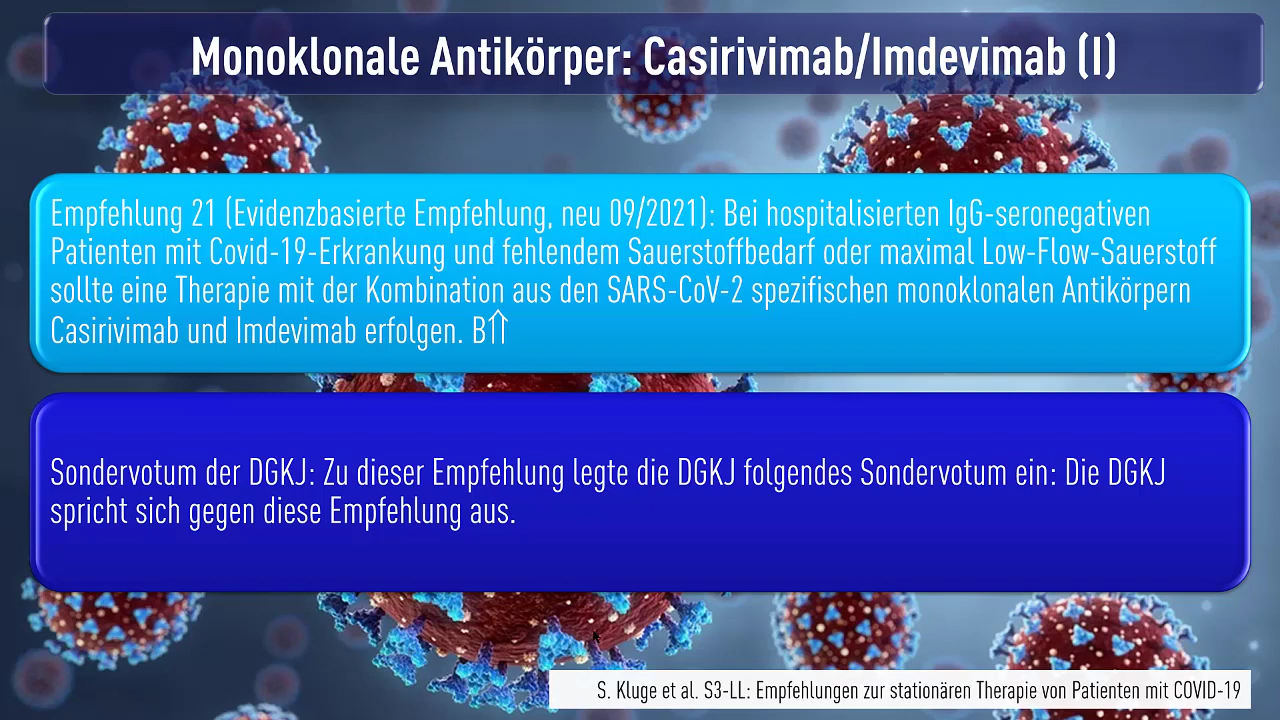 Monoklonale Antikörper: Casirivimab/Imdevimab (I)
Empfehlung 21 (Evidenzbasierte Empfehlung, neu 09/2021): Bei hospitalisierten IgG-seronegativen
Patienten mit Covid-19-Erkrankung und fehlendem Sauerstoffbedarf oder maximal Low-Flow-Sauerstoff
sollte eine Therapie mit der Kombination aus den SARS-CoV-2 spezifischen monoklonalen Antikörpern
Casirivimab und Imdevimab erfolgen. B⇑
Sondervotum der DGKJ: Zu dieser Empfehlung legte die DGKJ folgendes Sondervotum ein: Die DGKJ
spricht sich gegen diese Empfehlung aus.
S. Kluge et al. S3-LL: Empfehlungen zur stationären Therapie von Patienten mit COVID-19